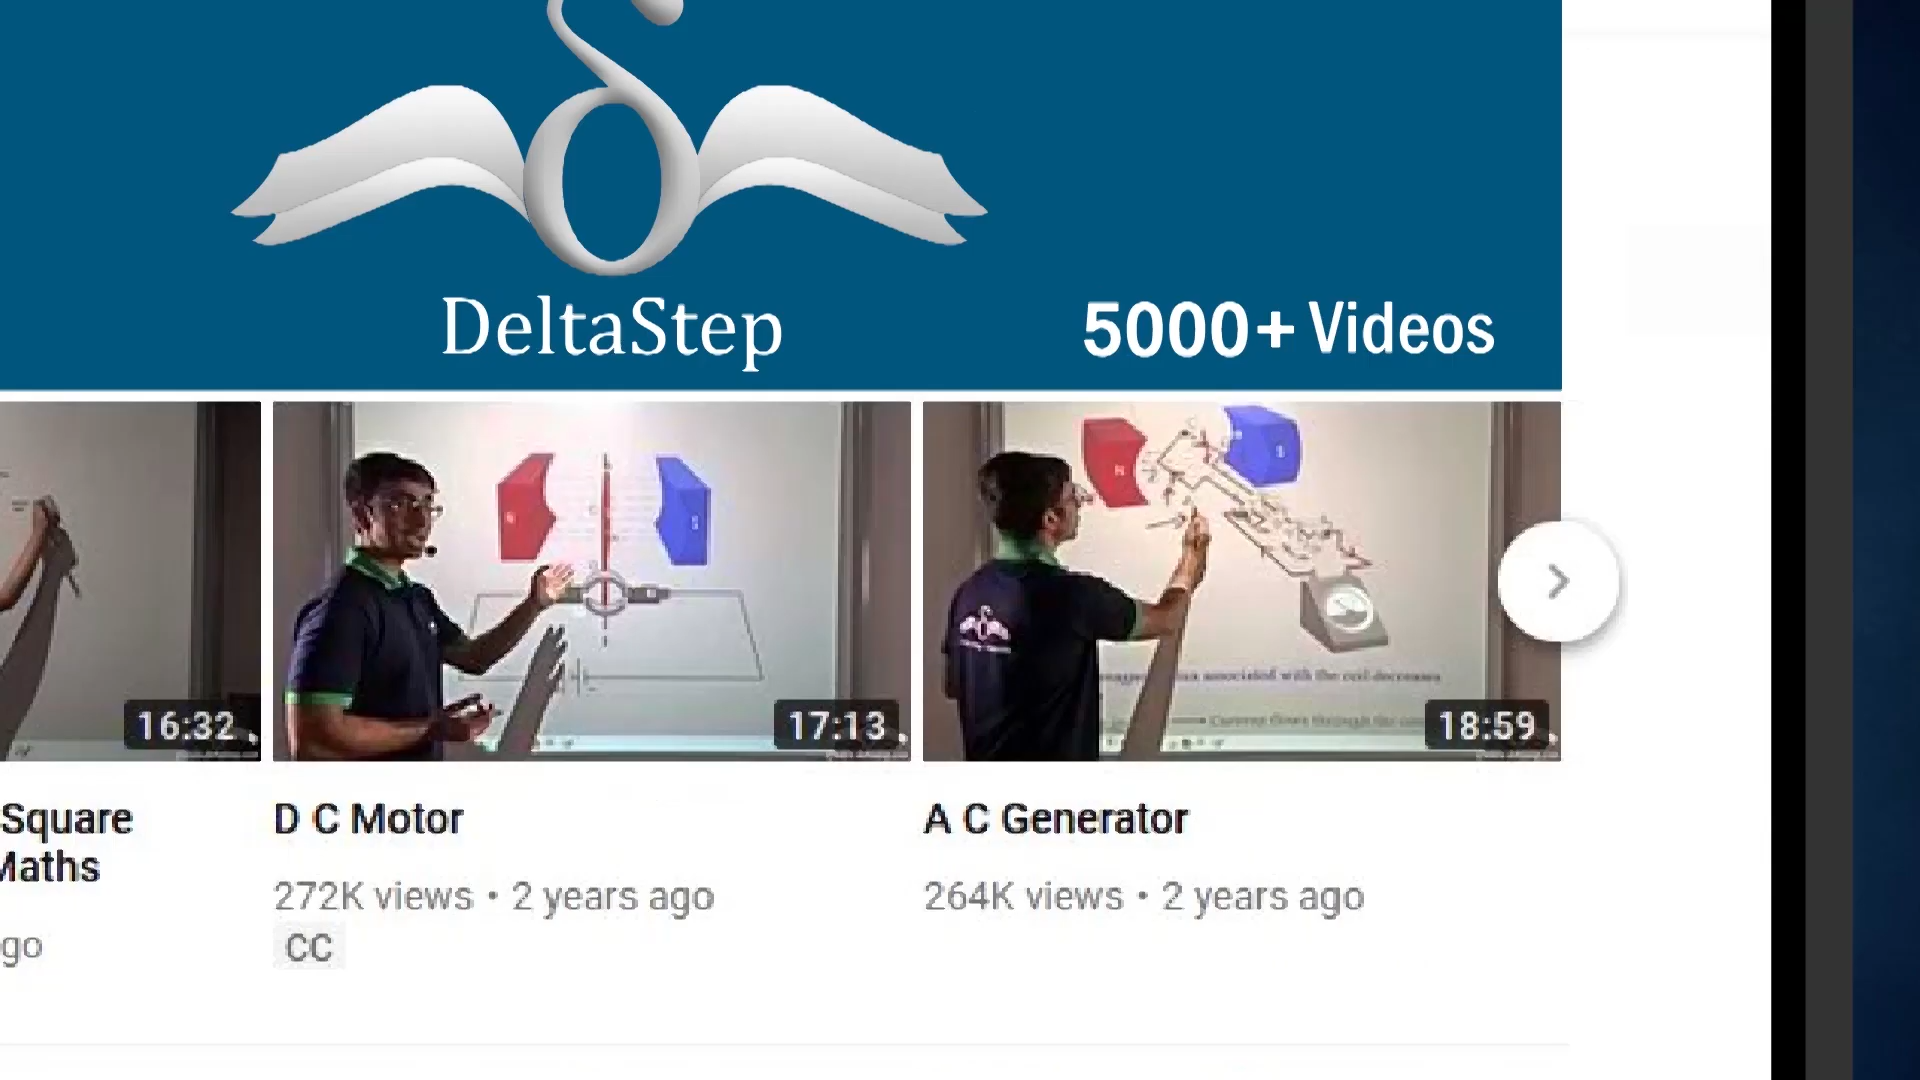 DeltaStep
5000+ Videos
16:32
17:13
18:59
Square
Maths
D C Motor
A C Generator
272K views • 2 years ago
264K views • 2 years ago
go
CC